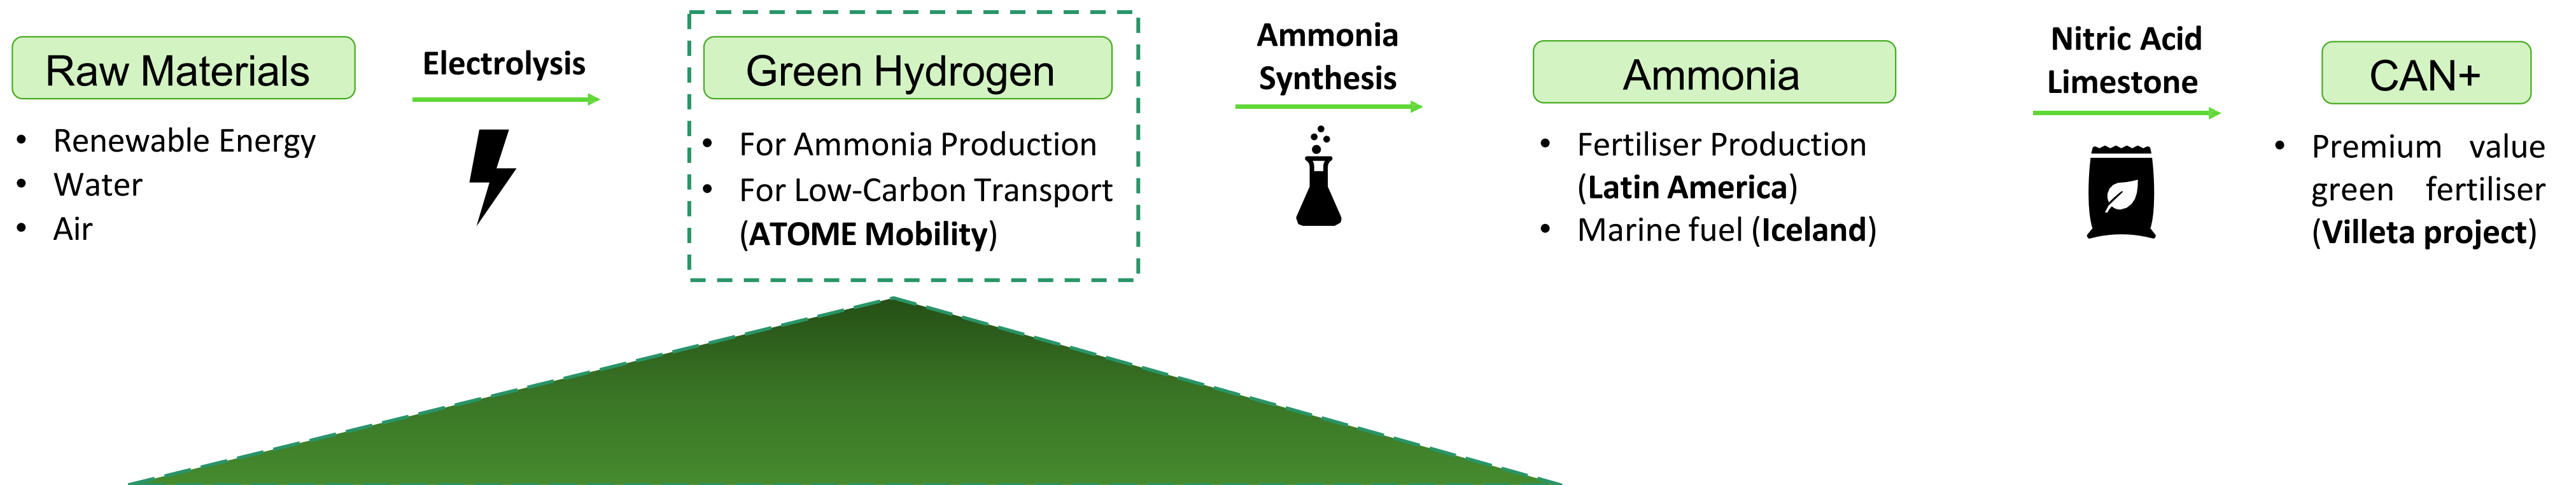 Raw Materials
• Renewable Energy
• Water
• Air
Electrolysis
Green Hydrogen
• For Ammonia Production
• For Low-Carbon Transport
(ATOME Mobility)
Ammonia
Synthesis
Ammonia
• Fertiliser Production
(Latin America)
• Marine fuel (Iceland)
Nitric Acid
Limestone
CAN+
• Premium value
green fertiliser
(Villeta project)